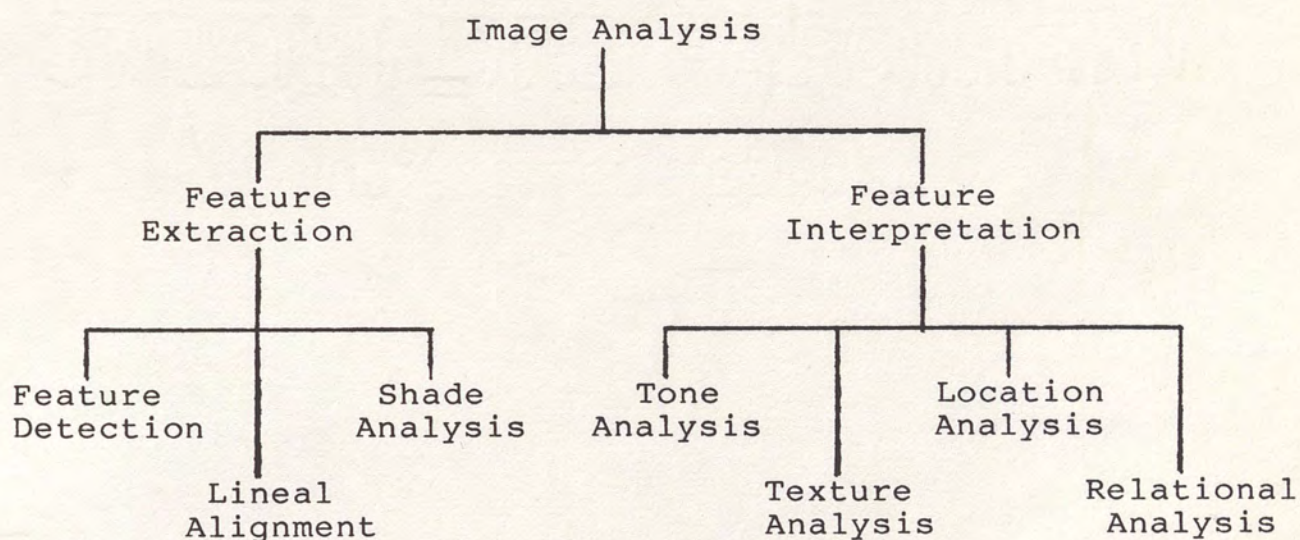 Image Analysis
Feature
Extraction
Feature
Interpretation
Feature
Detection
Lineal
Alignment
Shade
Analysis
Tone
Analysis
Texture
Analysis
Location
Analysis
Relational
Analysis